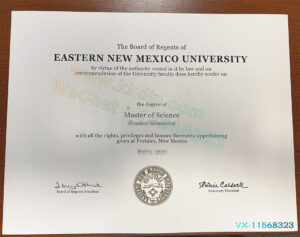 The Board of Regents of
EASTERN NEW MEXICO UNIVERSITY
by virtue of the authority vested in it by law and on
recommendation of the University faculty does hereby confer on
the degree of
Master of Science
with all the rights, privileges and honors thereunto appertaining
given at Portales, New Mexico
Board of Regents President
University President
VX-11568323